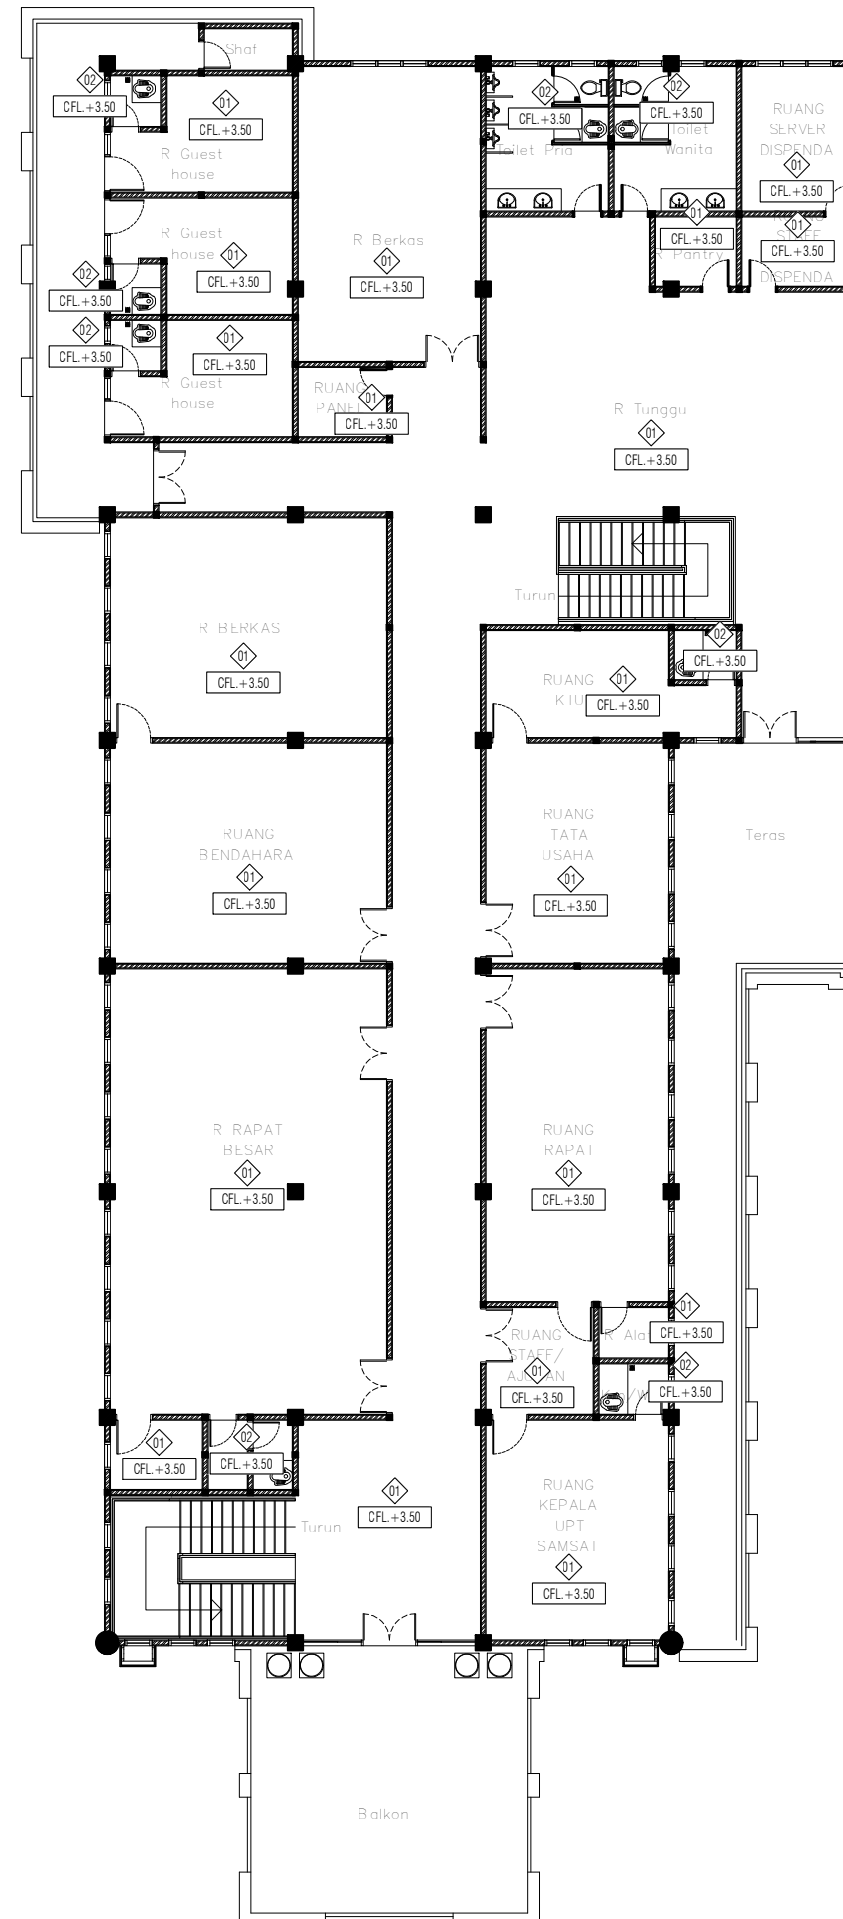 Shaf
02
CFL.+3.50
01
CFL.+3.50
R Guest
house
02
CFL.+3.50
02
CFL.+3.50
Toilet Pria
Toilet
Wanita
RUANG
SERVER
DISPENDA
01
CFL.+3.50
R Guest
house
01
CFL.+3.50
02
CFL.+3.50
R Berkas
01
CFL.+3.50
01
CFL.+3.50
R Pantry
RUANG
01
CFL.+3.50
DISPENDA
02
CFL.+3.50
01
CFL.+3.50
R Guest
house
RUANG
01
CFL.+3.50
R Tunggu
01
CFL.+3.50
Turun
R BERKAS
01
CFL.+3.50
RUANG
01
CFL.+3.50
02
CFL.+3.50
RUANG
BENDAHARA
01
CFL.+3.50
RUANG
TATA
USAHA
01
CFL.+3.50
Teras
R RAPAT
BESAR
01
CFL.+3.50
RUANG
RAPAT
01
CFL.+3.50
RUANG
STAFF/
01
CFL.+3.50
01
CFL.+3.50
02
CFL.+3.50
01
CFL.+3.50
02
CFL.+3.50
01
CFL.+3.50
Turun
RUANG
KEPALA
UPT
SAMSAT
01
CFL.+3.50
Balkon